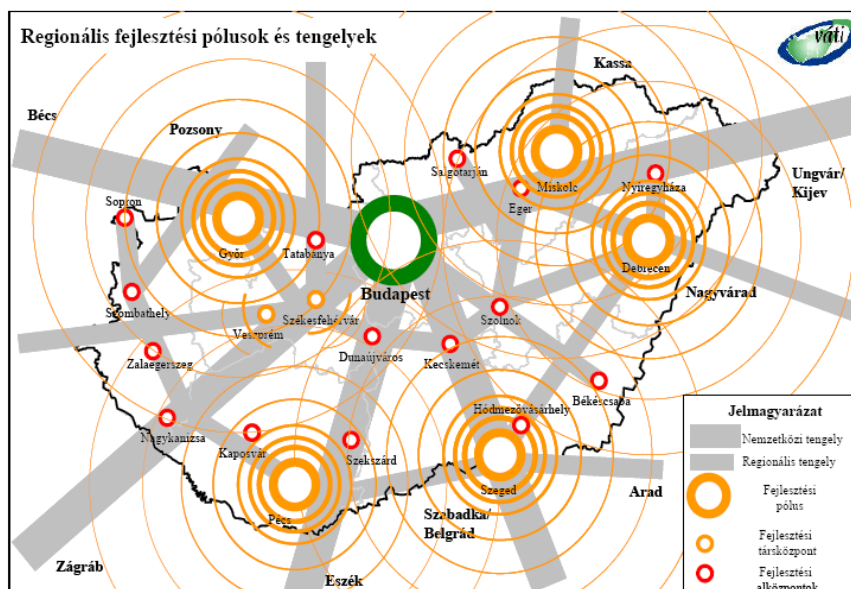 Regionális fejlesztési pólusok és tengelyek
váti
Kassa
Bécs
Pozsony
Salgótarján
Miskolc
Nyíregyháza
Ungvár/
Kijev
Eger
Sopron
Győr
Tatabánya
Debrecen
Budapest
Nagyvárad
Szombathely
Székesfehérvár
Veszprém
Szolnok
Dunaújváros
Kecskemét
Zalaegerszeg
Békéscsaba
Hódmezővásárhely
Nagykanizsa
Kaposvár
Szekszárd
Szeged
Arad
Pécs
Szabadka/
Belgrád
Zágráb
Eszék
Jelmagyarázat
Nemzetközi tengely
Regionális tengely
Fejlesztési
pólus
Fejlesztési
társközpont
Fejlesztési
alközpontok